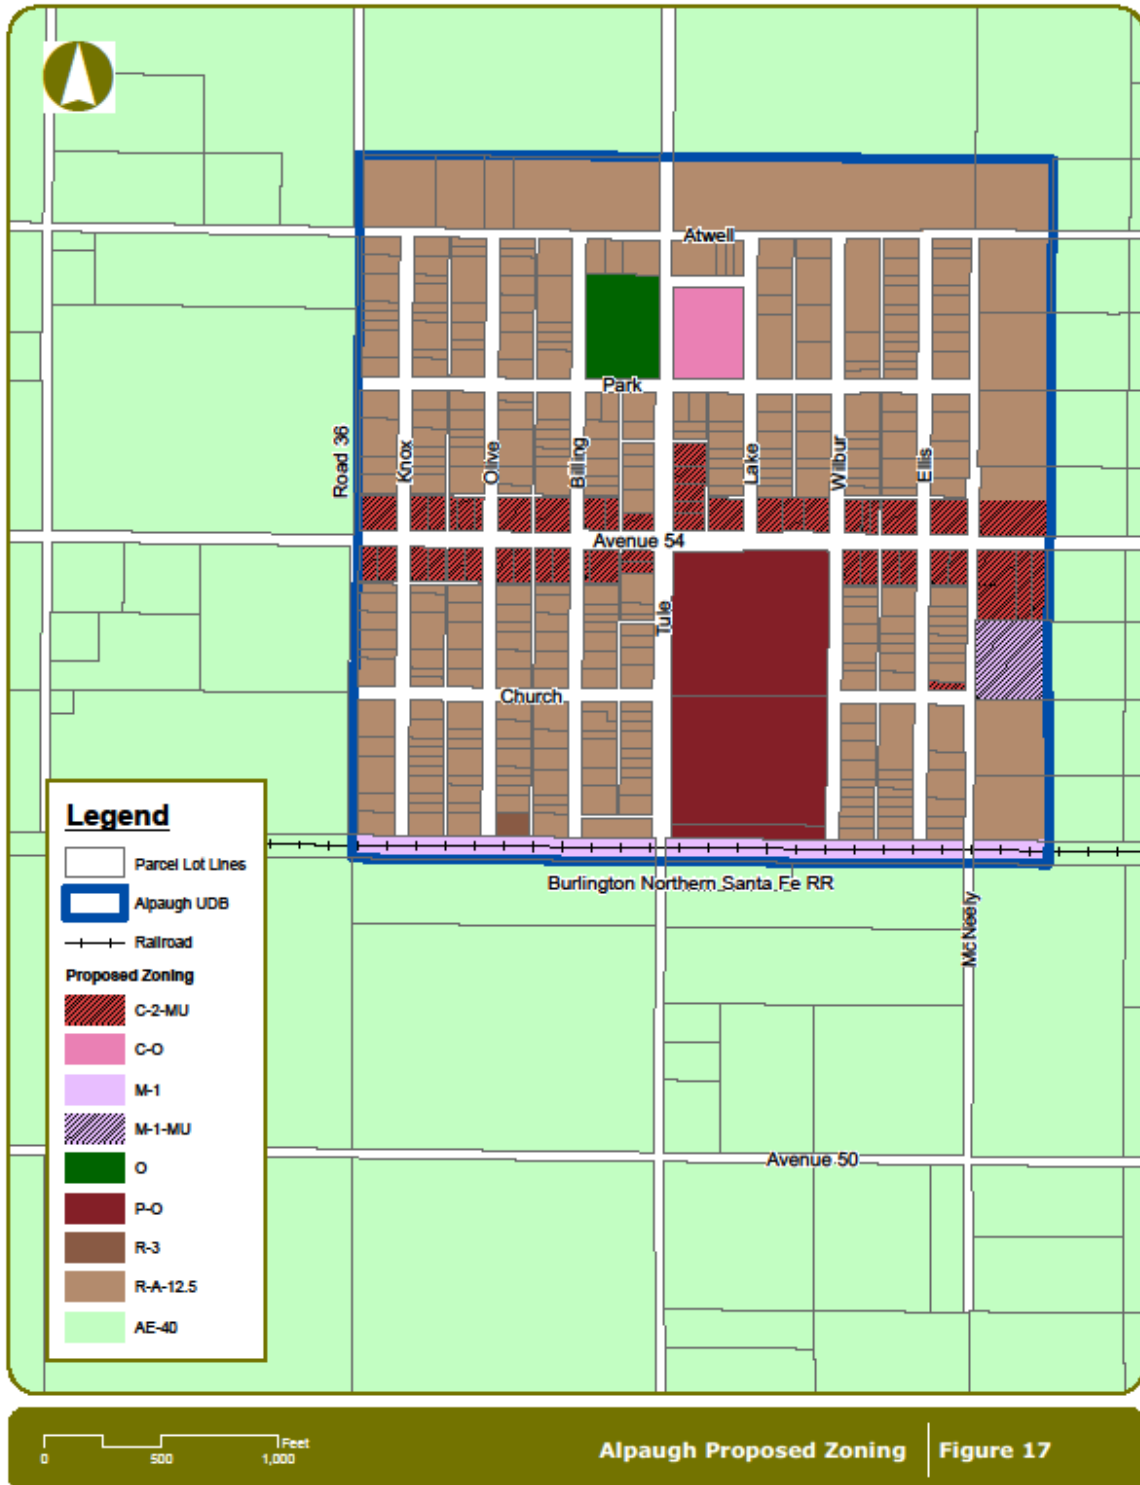 Atwell
Park
Road 36
Knox
Olive
Billing
Lake
Wilbur
Ellis
Avenue 54
Tule
Church
Burlington Northern Santa Fe RR
McNeely
Avenue 50
Legend
Parcel Lot Lines
Alpaugh UDB
Railroad
Proposed Zoning
C-2-MU
C-O
M-1
M-1-MU
O
P-O
R-3
R-A-12.5
AE-40
Feet
0 500 1,000
Alpaugh Proposed Zoning
Figure 17